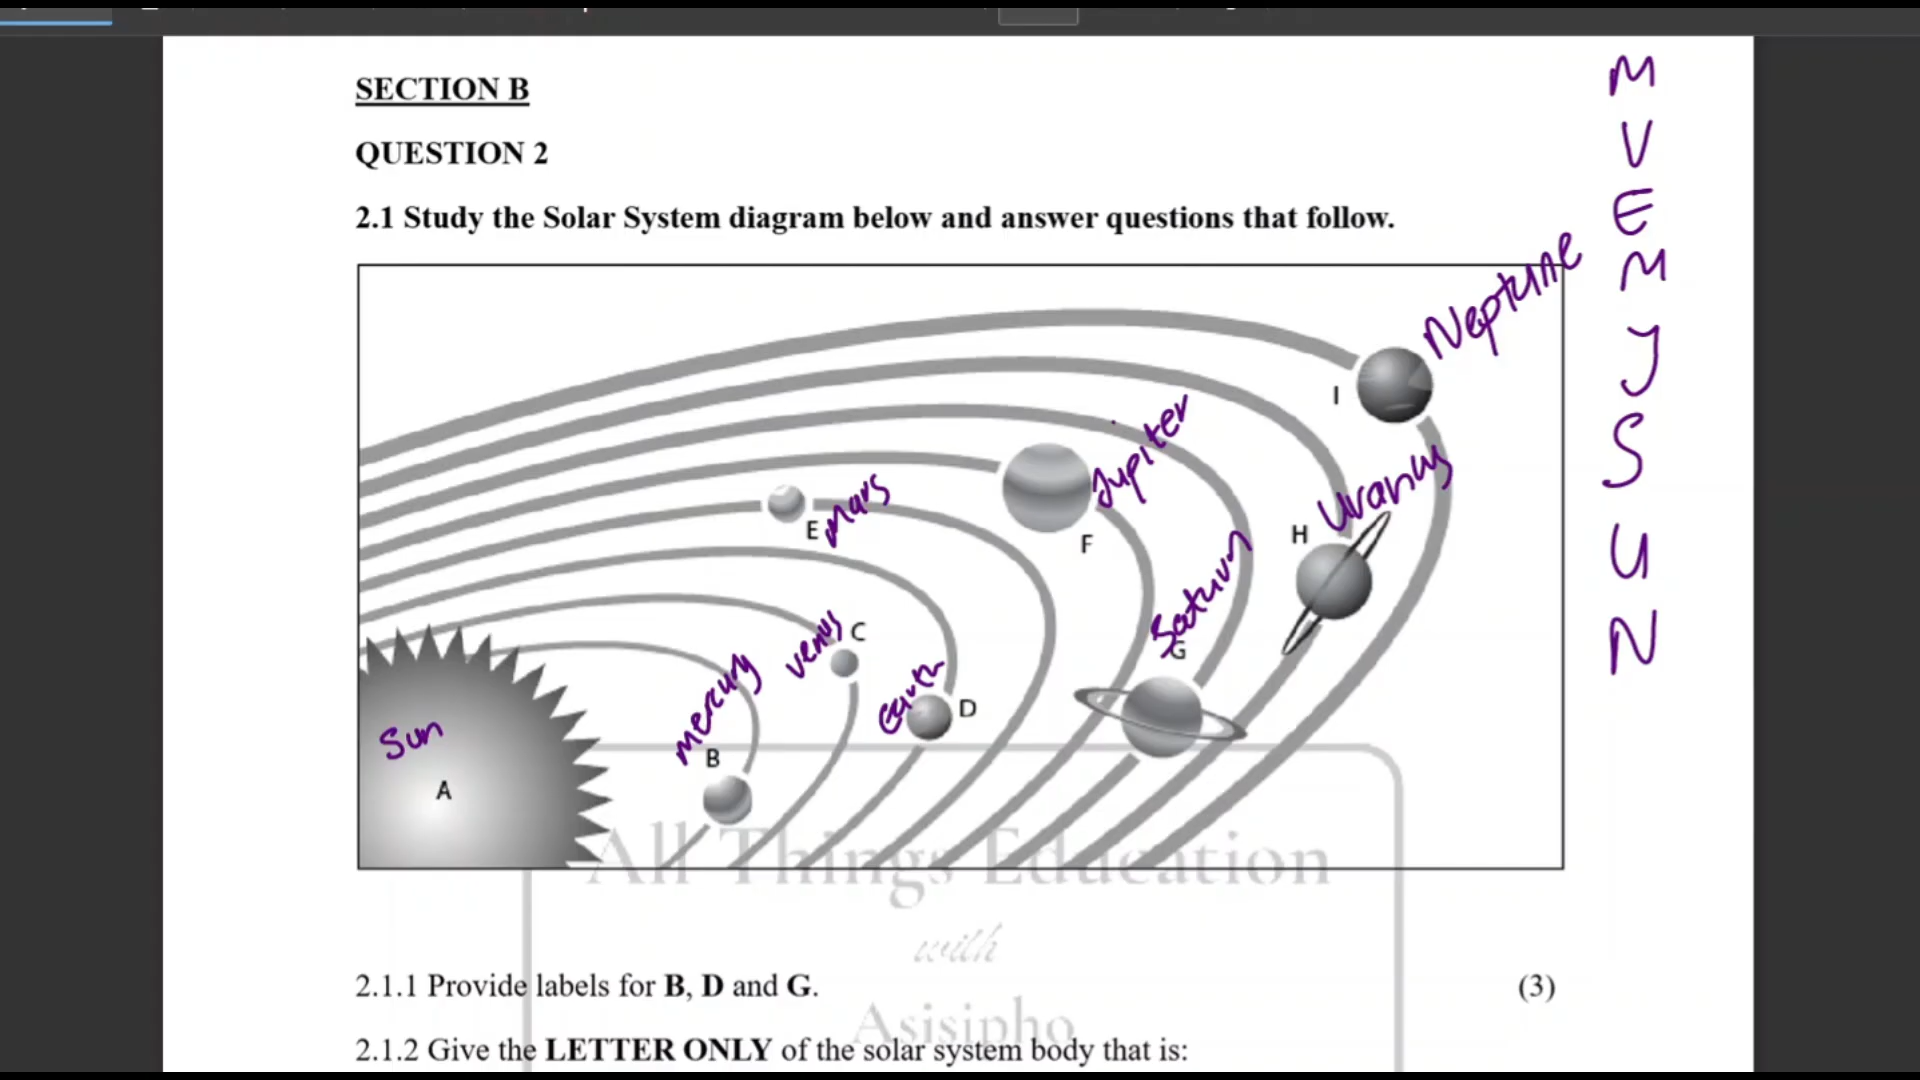 SECTION B
QUESTION 2
2.1 Study the Solar System diagram below and answer questions that follow.
M
V
E
M
J
S
U
N
Neptune
I
Jupiter
Uranus
Mars
E
F
H
Saturn
G
Venus
C
Earth
D
Mercury
B
Sun
A
All Things Education
with
Asisipho
2.1.1 Provide labels for B, D and G. (3)
2.1.2 Give the LETTER ONLY of the solar system body that is: